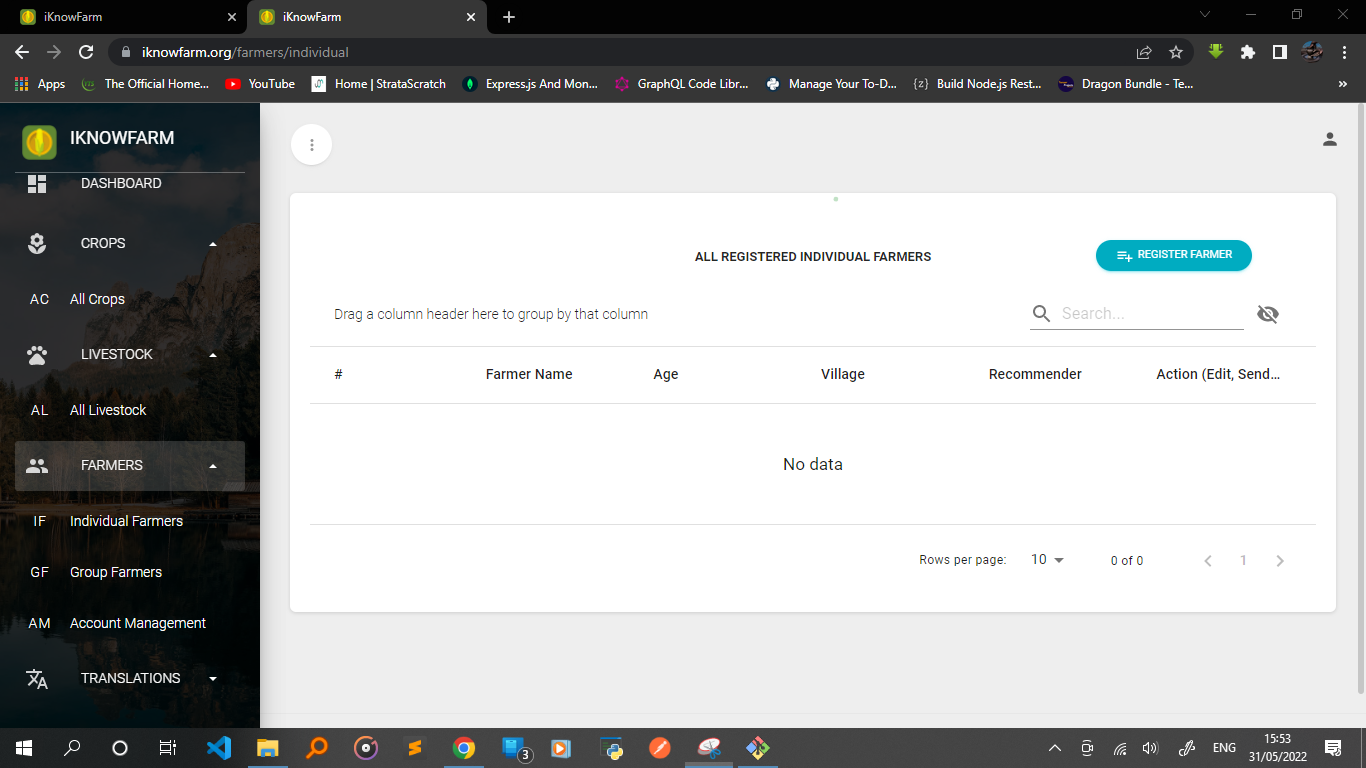 iKnowFarm
iKnowFarm
iknowfarm.org/farmers/individual
Apps
The Official Home...
YouTube
Home | StrataScratch
Express.js And Mon...
GraphQL Code Libr...
Manage Your To-D...
Build Node.js Rest...
Dragon Bundle - Te...
IKNOWFARM
DASHBOARD
CROPS
AC All Crops
LIVESTOCK
AL All Livestock
FARMERS
IF Individual Farmers
GF Group Farmers
AM Account Management
TRANSLATIONS
ALL REGISTERED INDIVIDUAL FARMERS
REGISTER FARMER
Drag a column header here to group by that column
Search...
# Farmer Name Age Village Recommender Action (Edit, Send...
No data
Rows per page: 10 0 of 0 1
3
ENG
15:53
31/05/2022